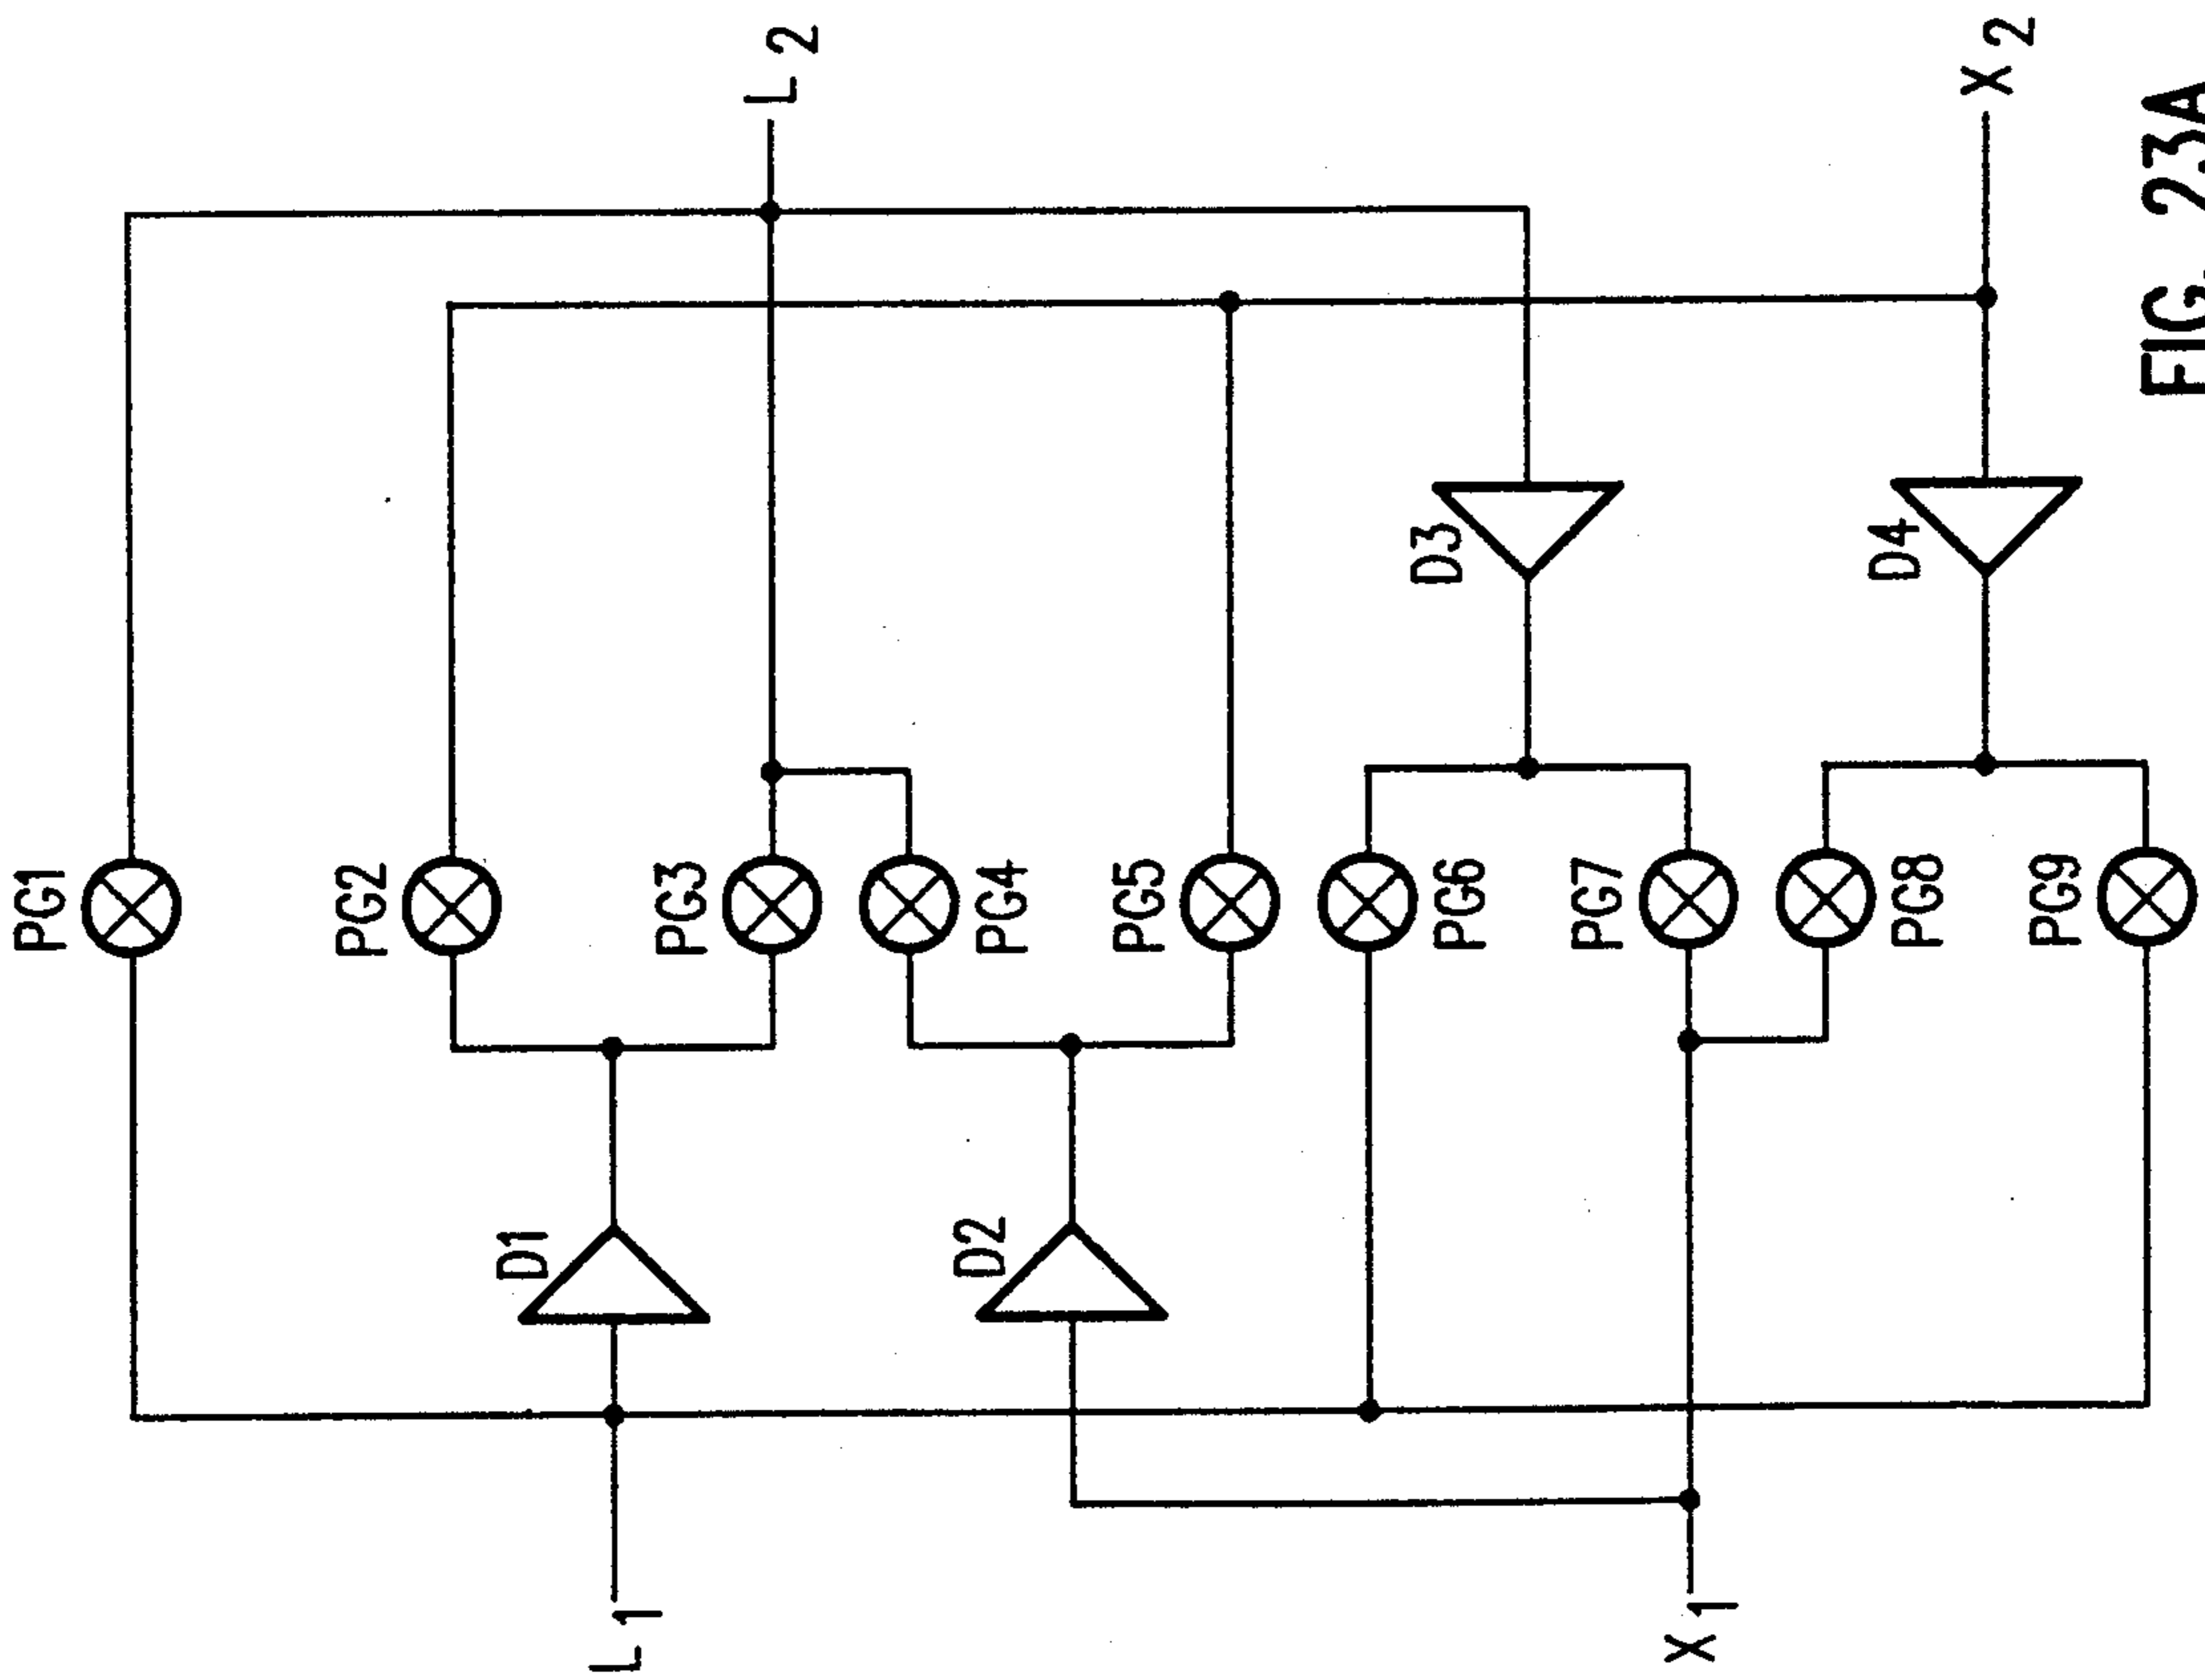 PG1
PG2
PG3
PG4
PG5
PG6
PG7
PG8
PG9
D1
D2
D3
D4
L1
L2
X1
X2
FIG. 23A